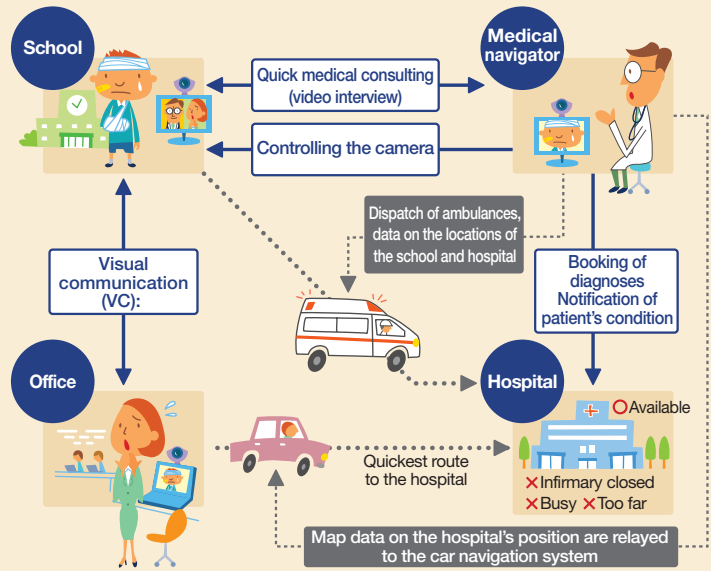 School
Medical
navigator
Quick medical consulting
(video interview)
Controlling the camera
Dispatch of ambulances,
data on the locations of
the school and hospital
Visual
communication
(VC):
Booking of
diagnoses
Notification of
patient's condition
Office
Hospital
Available
Quickest route
to the hospital
Infirmary closed
Busy Too far
Map data on the hospital's position are relayed
to the car navigation system